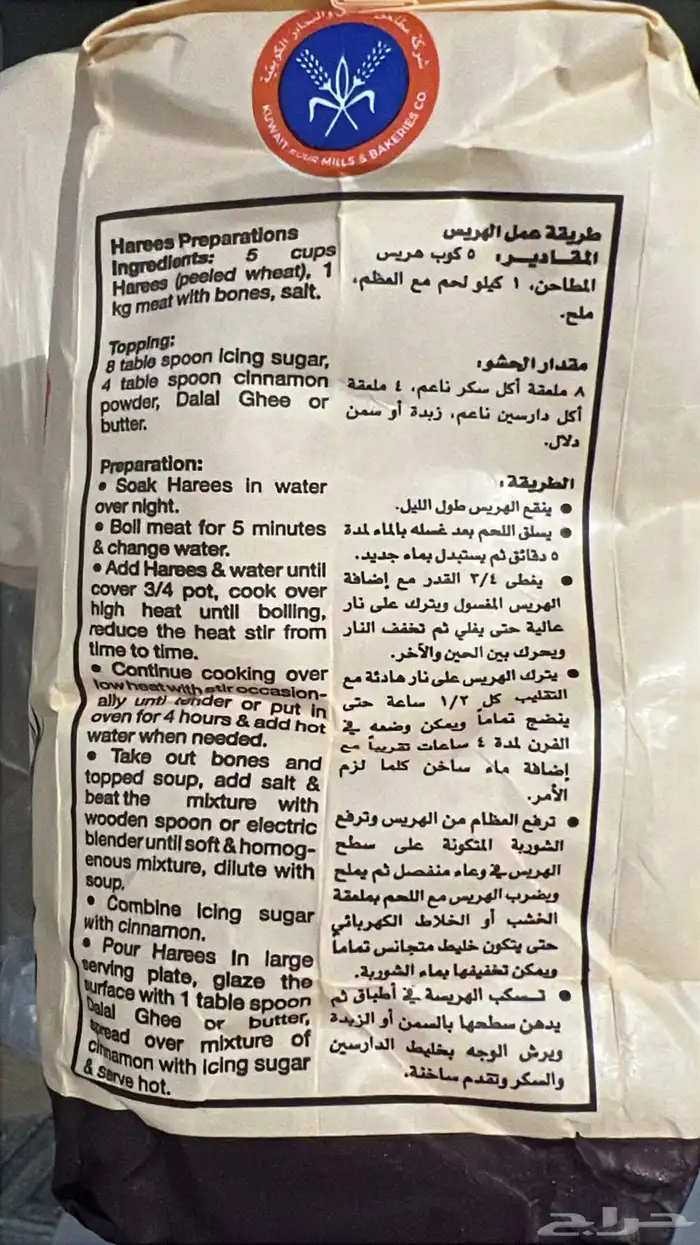 شركة مطاحن والمخابز الكويتية
KUWAIT FLOUR MILLS & BAKERIES CO
Harees Preparations
Ingredients: 5 cups
Harees (peeled wheat), 1
kg meat with bones, salt.
Topping:
8 table spoon icing sugar,
4 table spoon cinnamon
powder, Dalal Ghee or
butter.
Preparation:
• Soak Harees in water
over night.
• Boil meat for 5 minutes
& change water.
• Add Harees & water until
cover 3/4 pot, cook over
high heat until boiling,
reduce the heat stir from
time to time.
• Continue cooking over
low heat with stir occasion-
ally until tender or put in
oven for 4 hours & add hot
water when needed.
• Take out bones and
topped soup, add salt &
beat the mixture with
wooden spoon or electric
blender until soft & homog-
enous mixture, dilute with
soup.
• Combine icing sugar
with cinnamon.
• Pour Harees in large
serving plate, glaze the
surface with 1 table spoon
Dalal Ghee or butter,
spread over mixture of
cinnamon with icing sugar
& serve hot.
طريقة عمل الهريس
المقادير: ٥ كوب هريس
المطاحن، ١ كيلو لحم مع العظم،
ملح.
مقدار الحشو:
٨ ملعقة أكل سكر ناعم، ٤ ملعقة
أكل دارسين ناعم، زبدة أو سمن
دلال.
الطريقة:
• ينقع الهريس طول الليل.
• يسلق اللحم بعد غسله بالماء لمدة
٥ دقائق ثم يستبدل بماء جديد.
• يغطى ٣/٤ القدر مع إضافة
الهريس المغسول ويترك على نار
عالية حتى يغلي ثم تخفف النار
ويحرك بين الحين والآخر.
• يترك الهريس على نار هادئة مع
التقليب كل ١/٢ ساعة حتى
ينضج تماماً ويمكن وضعه في
الفرن لمدة ٤ ساعات تقريباً مع
إضافة ماء ساخن كلما لزم
الأمر.
• ترفع العظام من الهريس وترفع
الشوربة المتكونة على سطح
الهريس في وعاء منفصل ثم يملح
ويضرب الهريس مع اللحم بملعقة
الخشب أو الخلاط الكهربائي
حتى يتكون خليط متجانس تماماً
ويمكن تخفيفها بماء الشوربة.
• تسكب الهريسة في أطباق ثم
يدهن سطحها بالسمن أو الزبدة
ويرش الوجه بخليط الدارسين
والسكر وتقدم ساخنة.
حراج